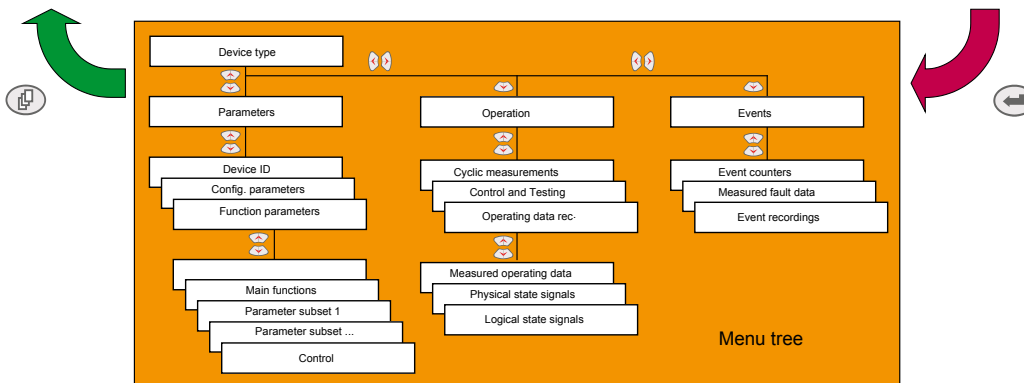 Device type
Parameters
Operation
Events
Device ID
Config. parameters
Function parameters
Cyclic measurements
Control and Testing
Operating data rec·
Event counters
Measured fault data
Event recordings
Main functions
Parameter subset 1
Parameter subset ...
Control
Measured operating data
Physical state signals
Logical state signals
Menu tree